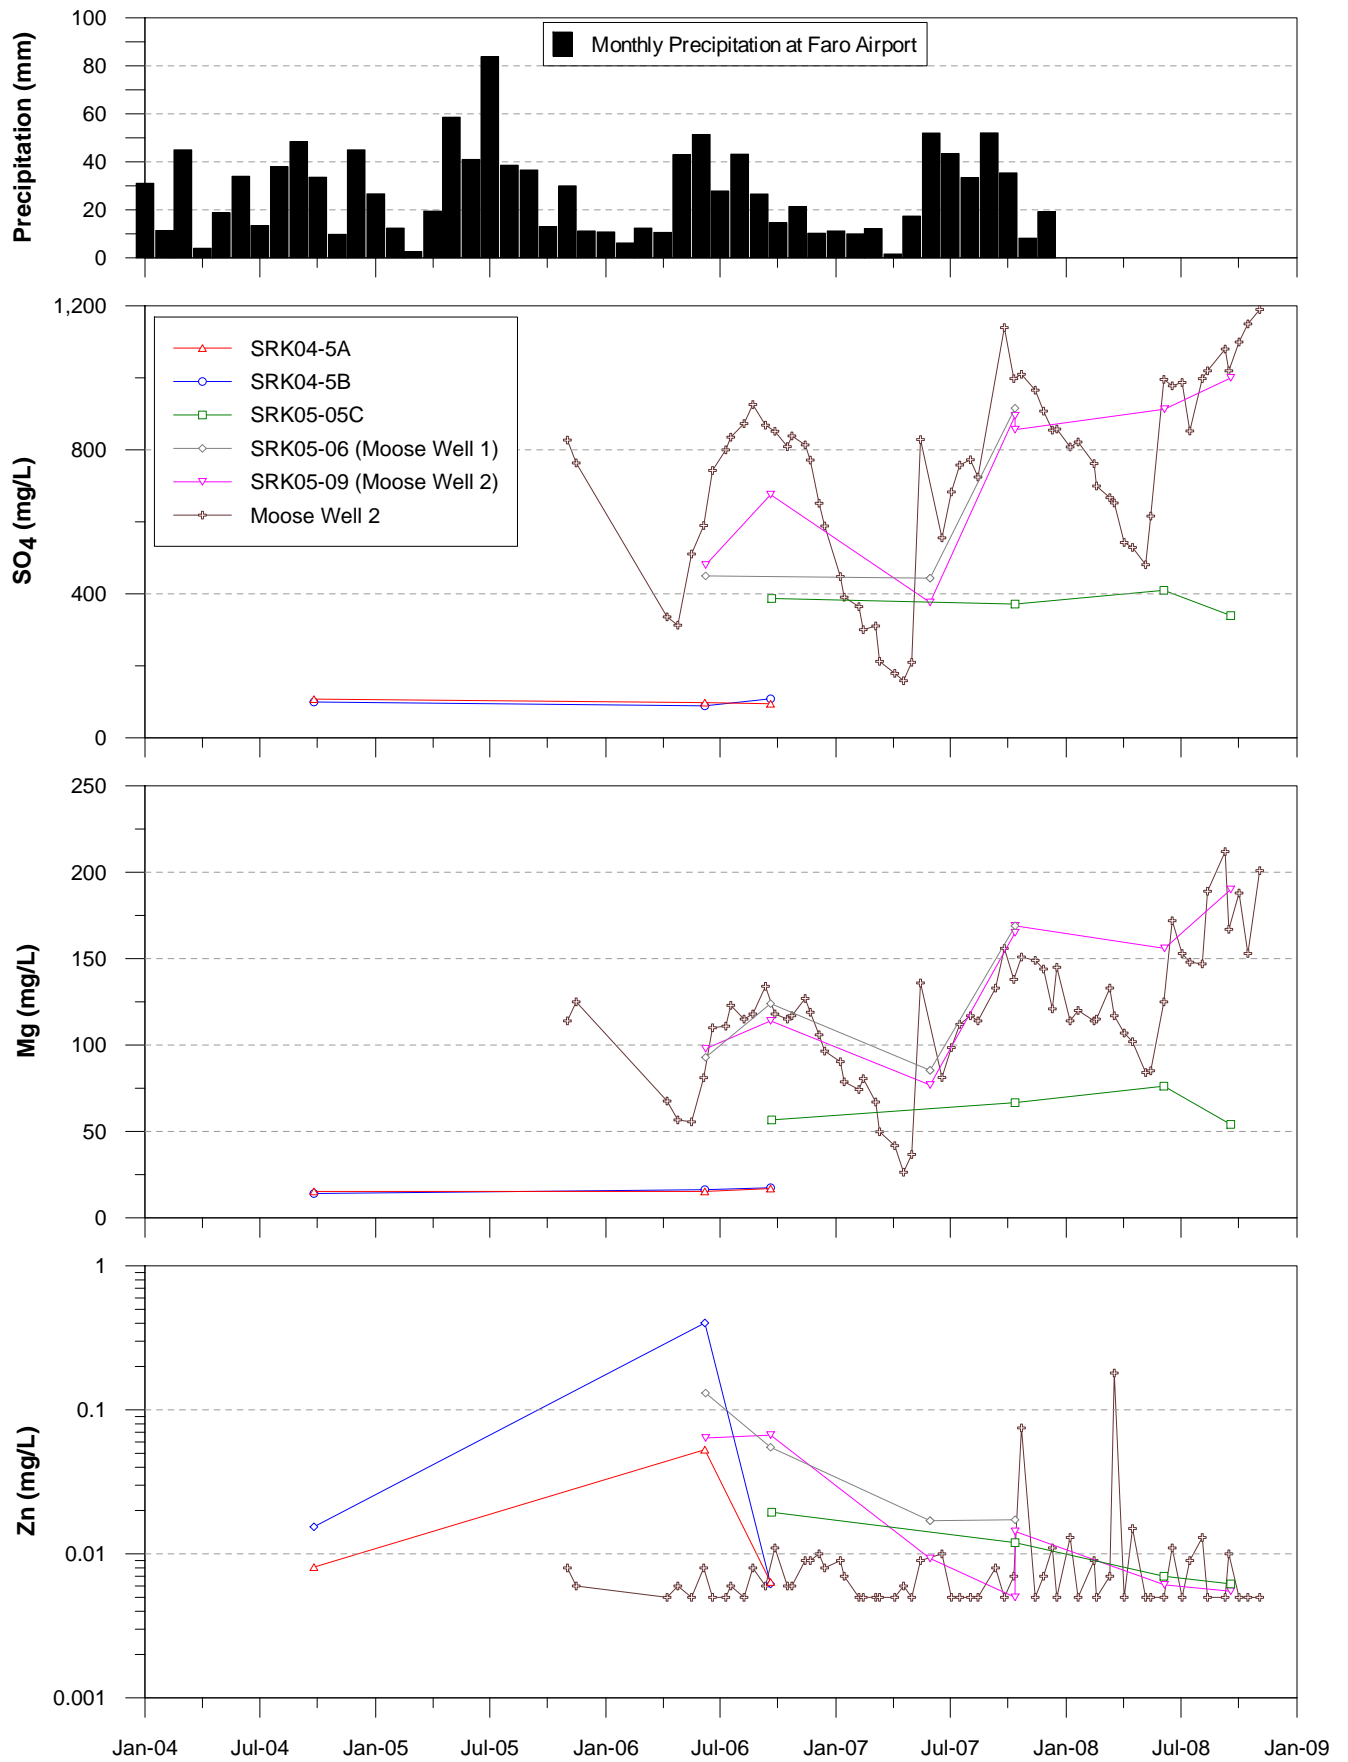 100
80
60
40
20
0
Precipitation (mm)
Monthly Precipitation at Faro Airport
1,200
800
400
0
SO4 (mg/L)
SRK04-5A
SRK04-5B
SRK05-05C
SRK05-06 (Moose Well 1)
SRK05-09 (Moose Well 2)
Moose Well 2
250
200
150
100
50
0
Mg (mg/L)
1
0.1
0.01
0.001
Zn (mg/L)
Jan-04 Jul-04 Jan-05 Jul-05 Jan-06 Jul-06 Jan-07 Jul-07 Jan-08 Jul-08 Jan-09